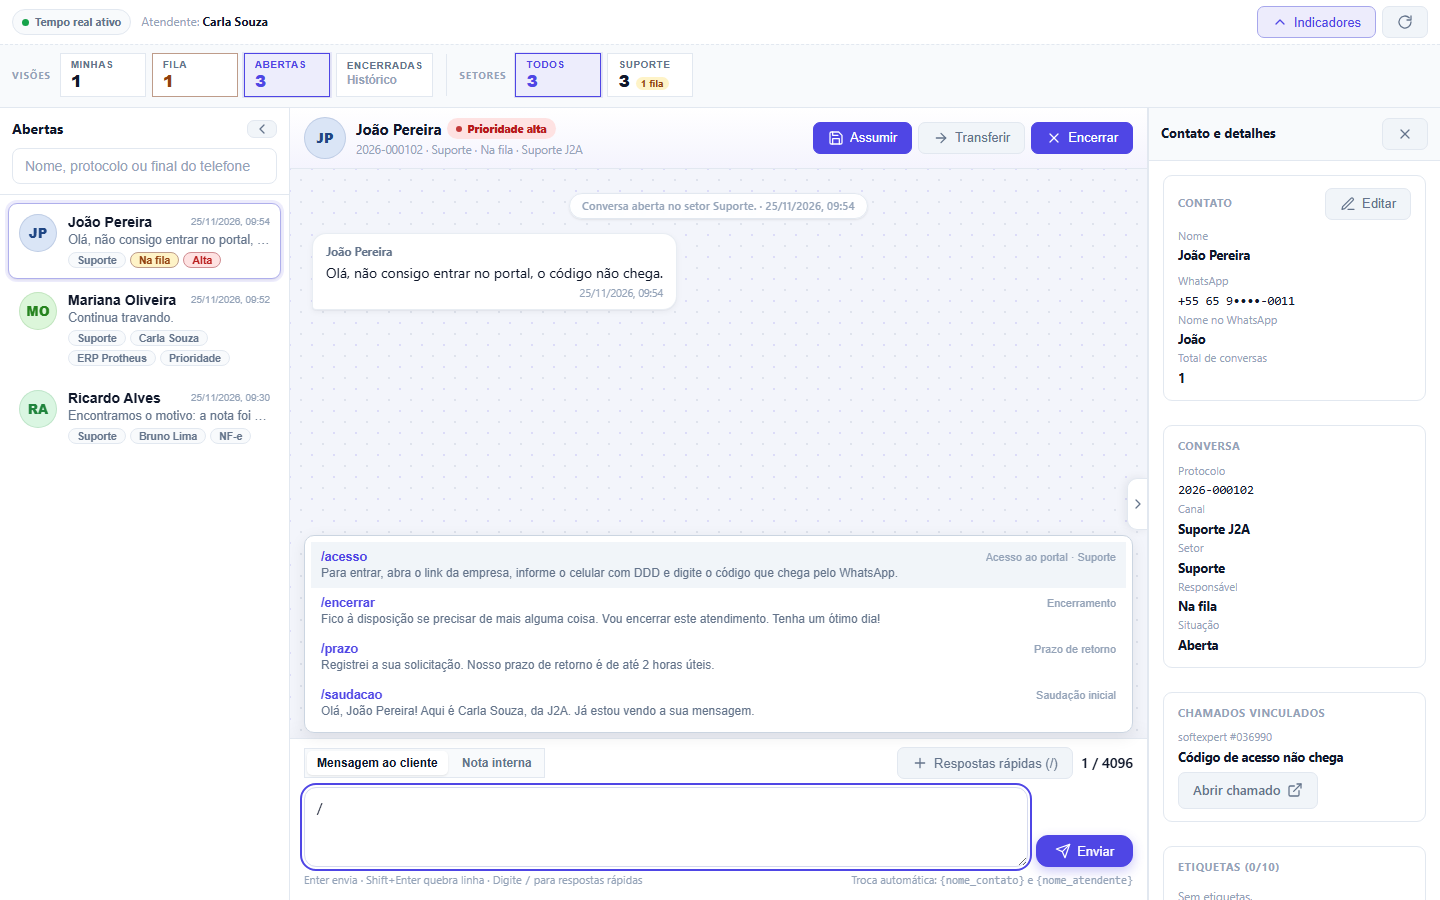 Tempo real ativo
Atendente: Carla Souza
Indicadores
VISÕES
MINHAS
1
FILA
1
ABERTAS
3
ENCERRADAS
Histórico
SETORES
TODOS
3
SUPORTE
3 1 fila
Abertas
Nome, protocolo ou final do telefone
JP
João Pereira 25/11/2026, 09:54
Olá, não consigo entrar no portal, ...
Suporte Na fila Alta
MO
Mariana Oliveira 25/11/2026, 09:52
Continua travando.
Suporte Carla Souza
ERP Protheus Prioridade
RA
Ricardo Alves 25/11/2026, 09:30
Encontramos o motivo: a nota foi ...
Suporte Bruno Lima NF-e
JP
João Pereira Prioridade alta
2026-000102 · Suporte · Na fila · Suporte J2A
Assumir
Transferir
Encerrar
Conversa aberta no setor Suporte. · 25/11/2026, 09:54
João Pereira
Olá, não consigo entrar no portal, o código não chega.
25/11/2026, 09:54
/acesso Acesso ao portal · Suporte
Para entrar, abra o link da empresa, informe o celular com DDD e digite o código que chega pelo WhatsApp.
/encerrar Encerramento
Fico à disposição se precisar de mais alguma coisa. Vou encerrar este atendimento. Tenha um ótimo dia!
/prazo Prazo de retorno
Registrei a sua solicitação. Nosso prazo de retorno é de até 2 horas úteis.
/saudacao Saudação inicial
Olá, João Pereira! Aqui é Carla Souza, da J2A. Já estou vendo a sua mensagem.
Mensagem ao cliente
Nota interna
Respostas rápidas (/)
1 / 4096
/
Enviar
Enter envia · Shift+Enter quebra linha · Digite / para respostas rápidas
Troca automática: {nome_contato} e {nome_atendente}
Contato e detalhes
CONTATO
Editar
Nome
João Pereira
WhatsApp
+55 65 9••••-0011
Nome no WhatsApp
João
Total de conversas
1
CONVERSA
Protocolo
2026-000102
Canal
Suporte J2A
Setor
Suporte
Responsável
Na fila
Situação
Aberta
CHAMADOS VINCULADOS
softexpert #036990
Código de acesso não chega
Abrir chamado
ETIQUETAS (0/10)
Sem etiquetas.